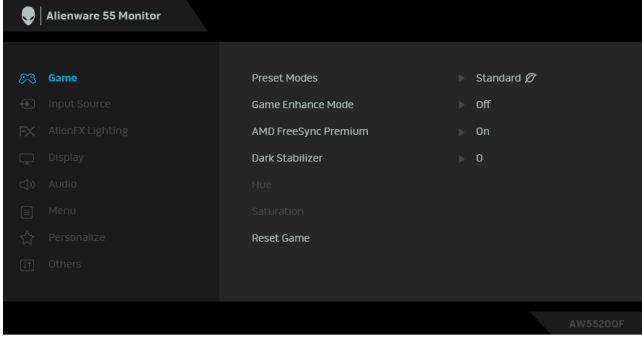 Alienware 55 Monitor
Game
Preset Modes Standard
Input Source
Game Enhance Mode Off
AlienFX Lighting
AMD FreeSync Premium On
Display
Dark Stabilizer 0
Audio
Hue
Menu
Saturation
Personalize
Reset Game
Others
AW5520QF